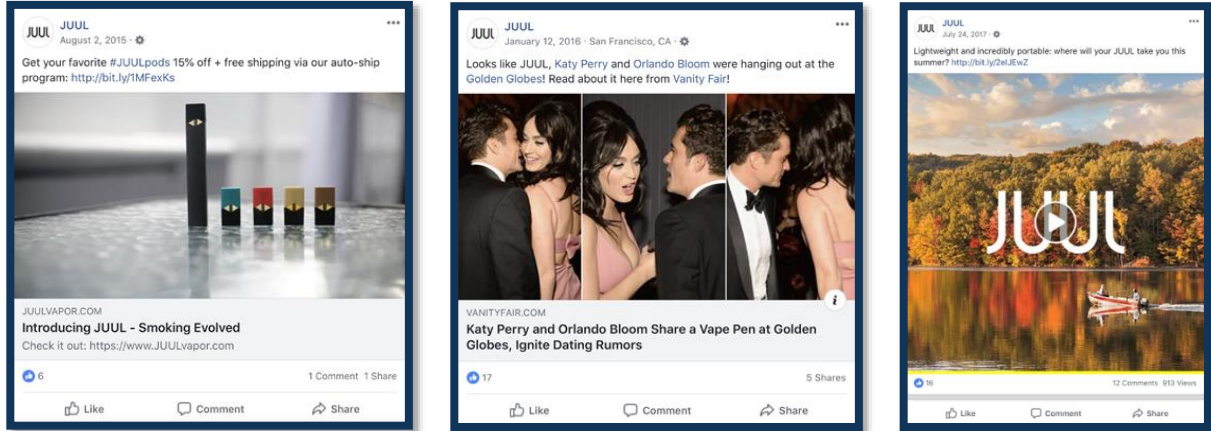 JUUL
JUUL
August 2, 2015 ·
Get your favorite #JUULpods 15% off + free shipping via our auto-ship
program: http://bit.ly/1MFexKs
JUULVAPOR.COM
Introducing JUUL - Smoking Evolved
Check it out: https://www.JUULvapor.com
6
1 Comment 1 Share
Like Comment Share
JUUL
JUUL
January 12, 2016 · San Francisco, CA ·
Looks like JUUL, Katy Perry and Orlando Bloom were hanging out at the
Golden Globes! Read about it here from Vanity Fair!
VANITYFAIR.COM
Katy Perry and Orlando Bloom Share a Vape Pen at Golden
Globes, Ignite Dating Rumors
17
5 Shares
Like Comment Share
JUUL
JUUL
July 24, 2017 ·
Lightweight and incredibly portable: where will your JUUL take you this
summer? http://bit.ly/2elJEwZ
JUUL
16
12 Comments 913 Views
Like Comment Share